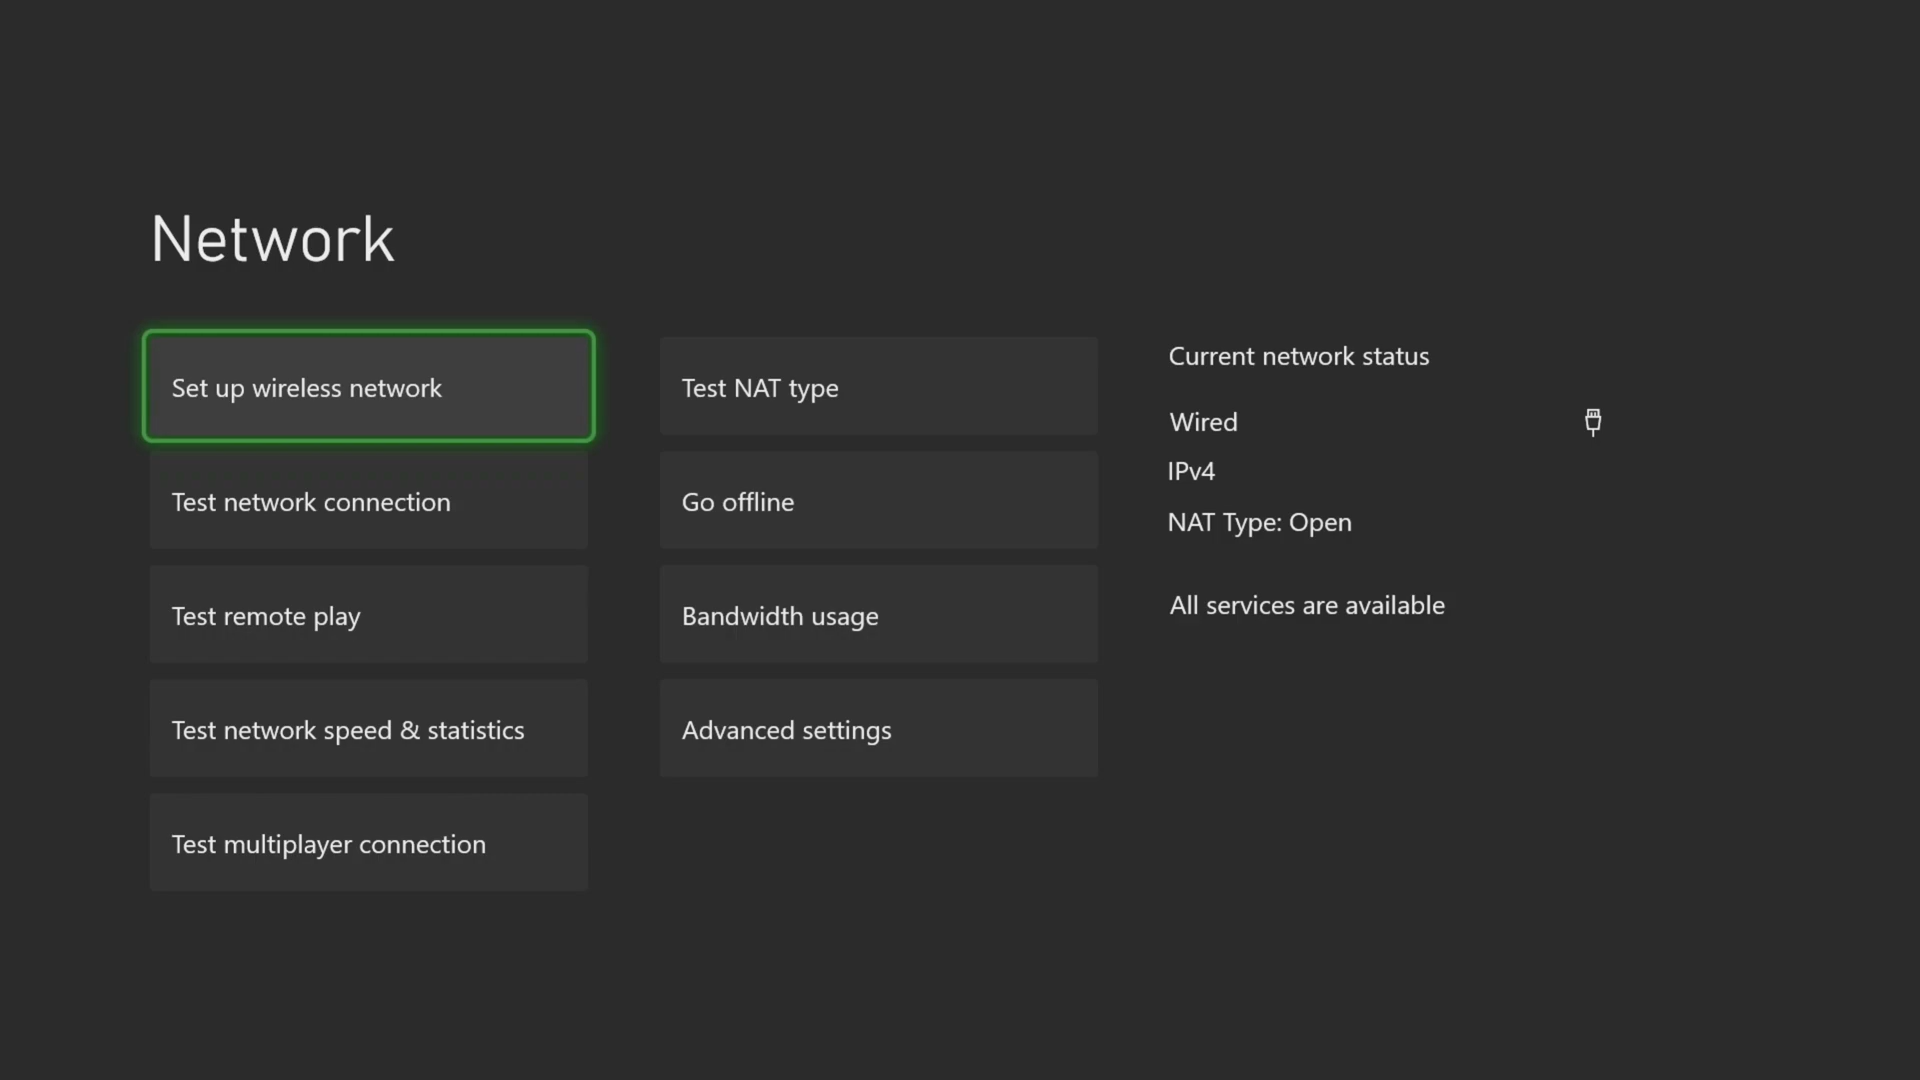 Network
Set up wireless network
Test network connection
Test remote play
Test network speed & statistics
Test multiplayer connection
Test NAT type
Go offline
Bandwidth usage
Advanced settings
Current network status
Wired
IPv4
NAT Type: Open
All services are available